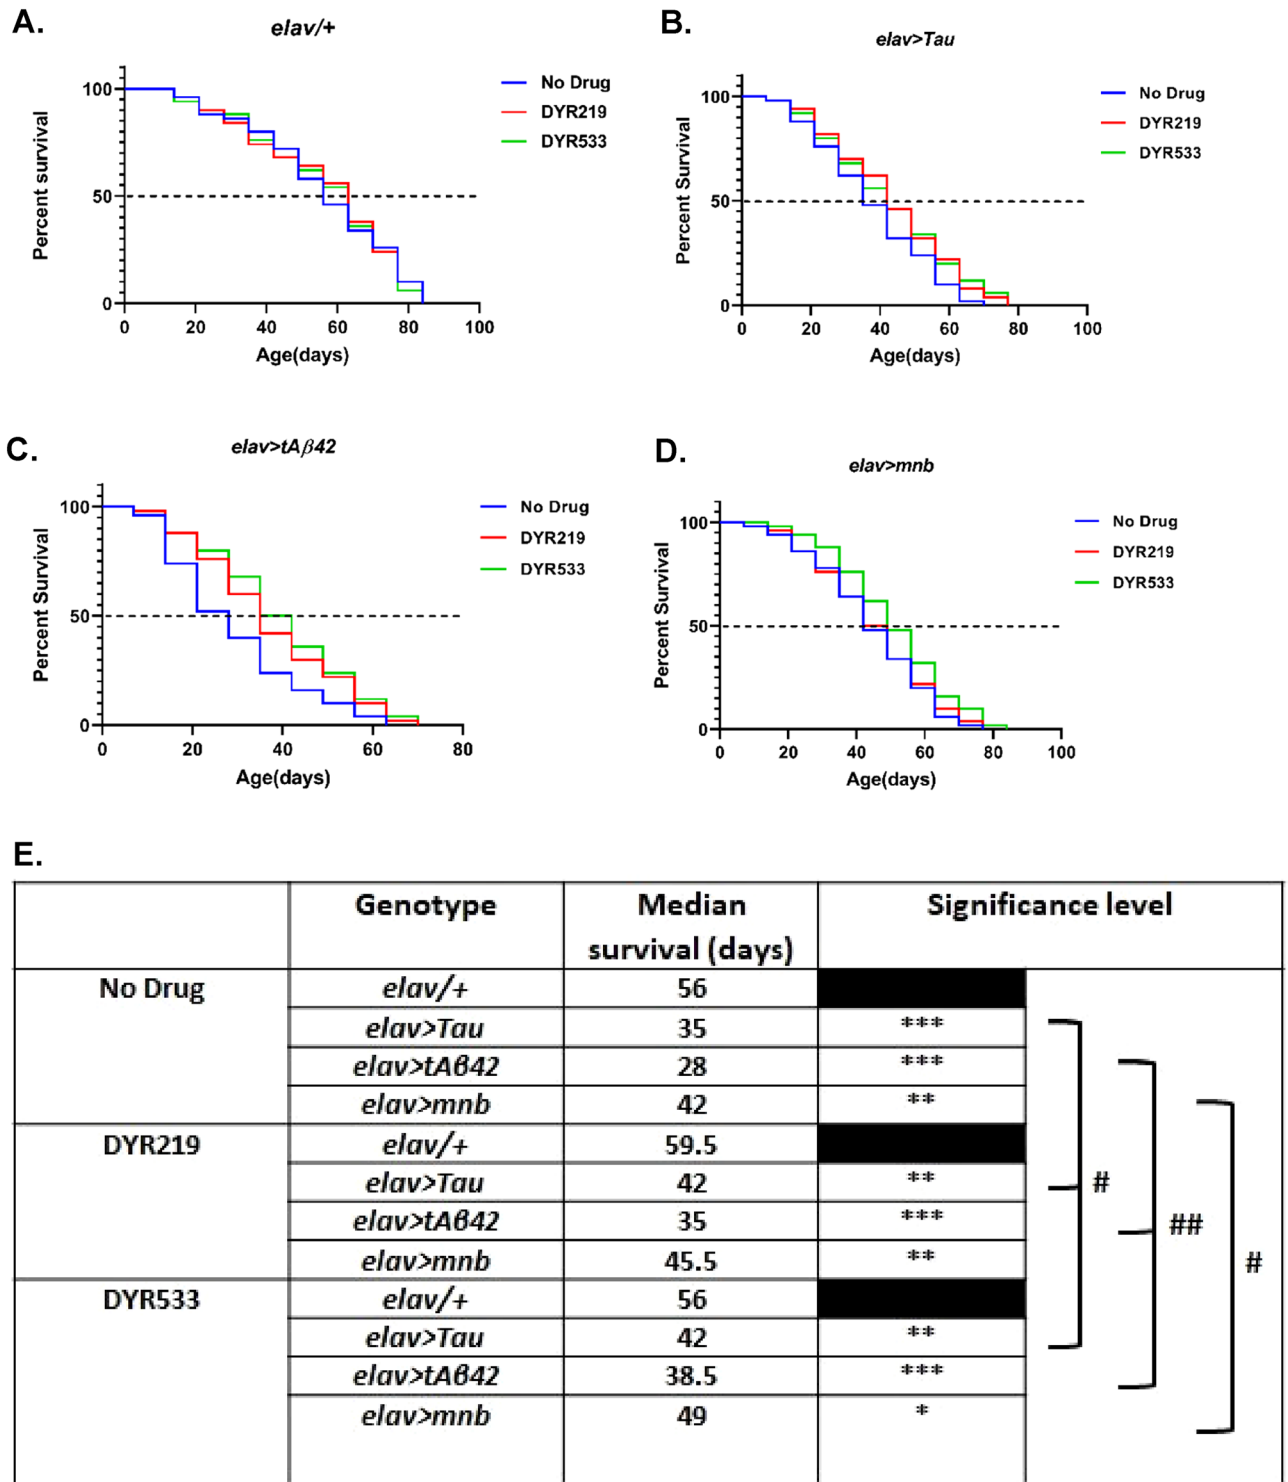 A.
elav/+
Percent survival
100
50
0
0 20 40 60 80 100
Age(days)
No Drug
DYR219
DYR533
B.
elav>Tau
Percent Survival
100
50
0
0 20 40 60 80 100
Age(days)
No Drug
DYR219
DYR533
C.
elav>tAβ42
Percent Survival
100
50
0
0 20 40 60 80
Age(days)
No Drug
DYR219
DYR533
D.
elav>mnb
Percent Survival
100
50
0
0 20 40 60 80 100
Age(days)
No Drug
DYR219
DYR533
E.
Genotype Median survival (days) Significance level
No Drug elav/+ 56
elav>Tau 35 ***
elav>tAβ42 28 ***
elav>mnb 42 **
DYR219 elav/+ 59.5
elav>Tau 42 ** #
elav>tAβ42 35 *** ##
elav>mnb 45.5 ** #
DYR533 elav/+ 56
elav>Tau 42 **
elav>tAβ42 38.5 ***
elav>mnb 49 *